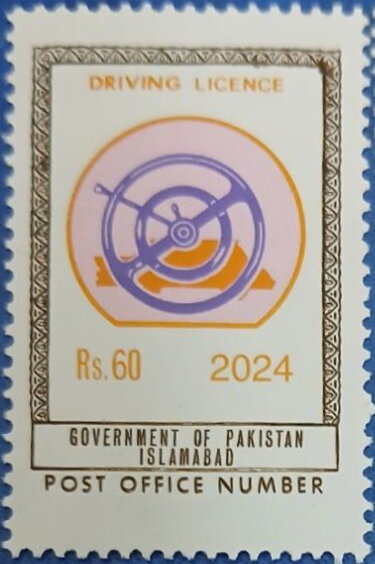 DRIVING LICENCE
Rs.60 2024
GOVERNMENT OF PAKISTAN
ISLAMABAD
POST OFFICE NUMBER